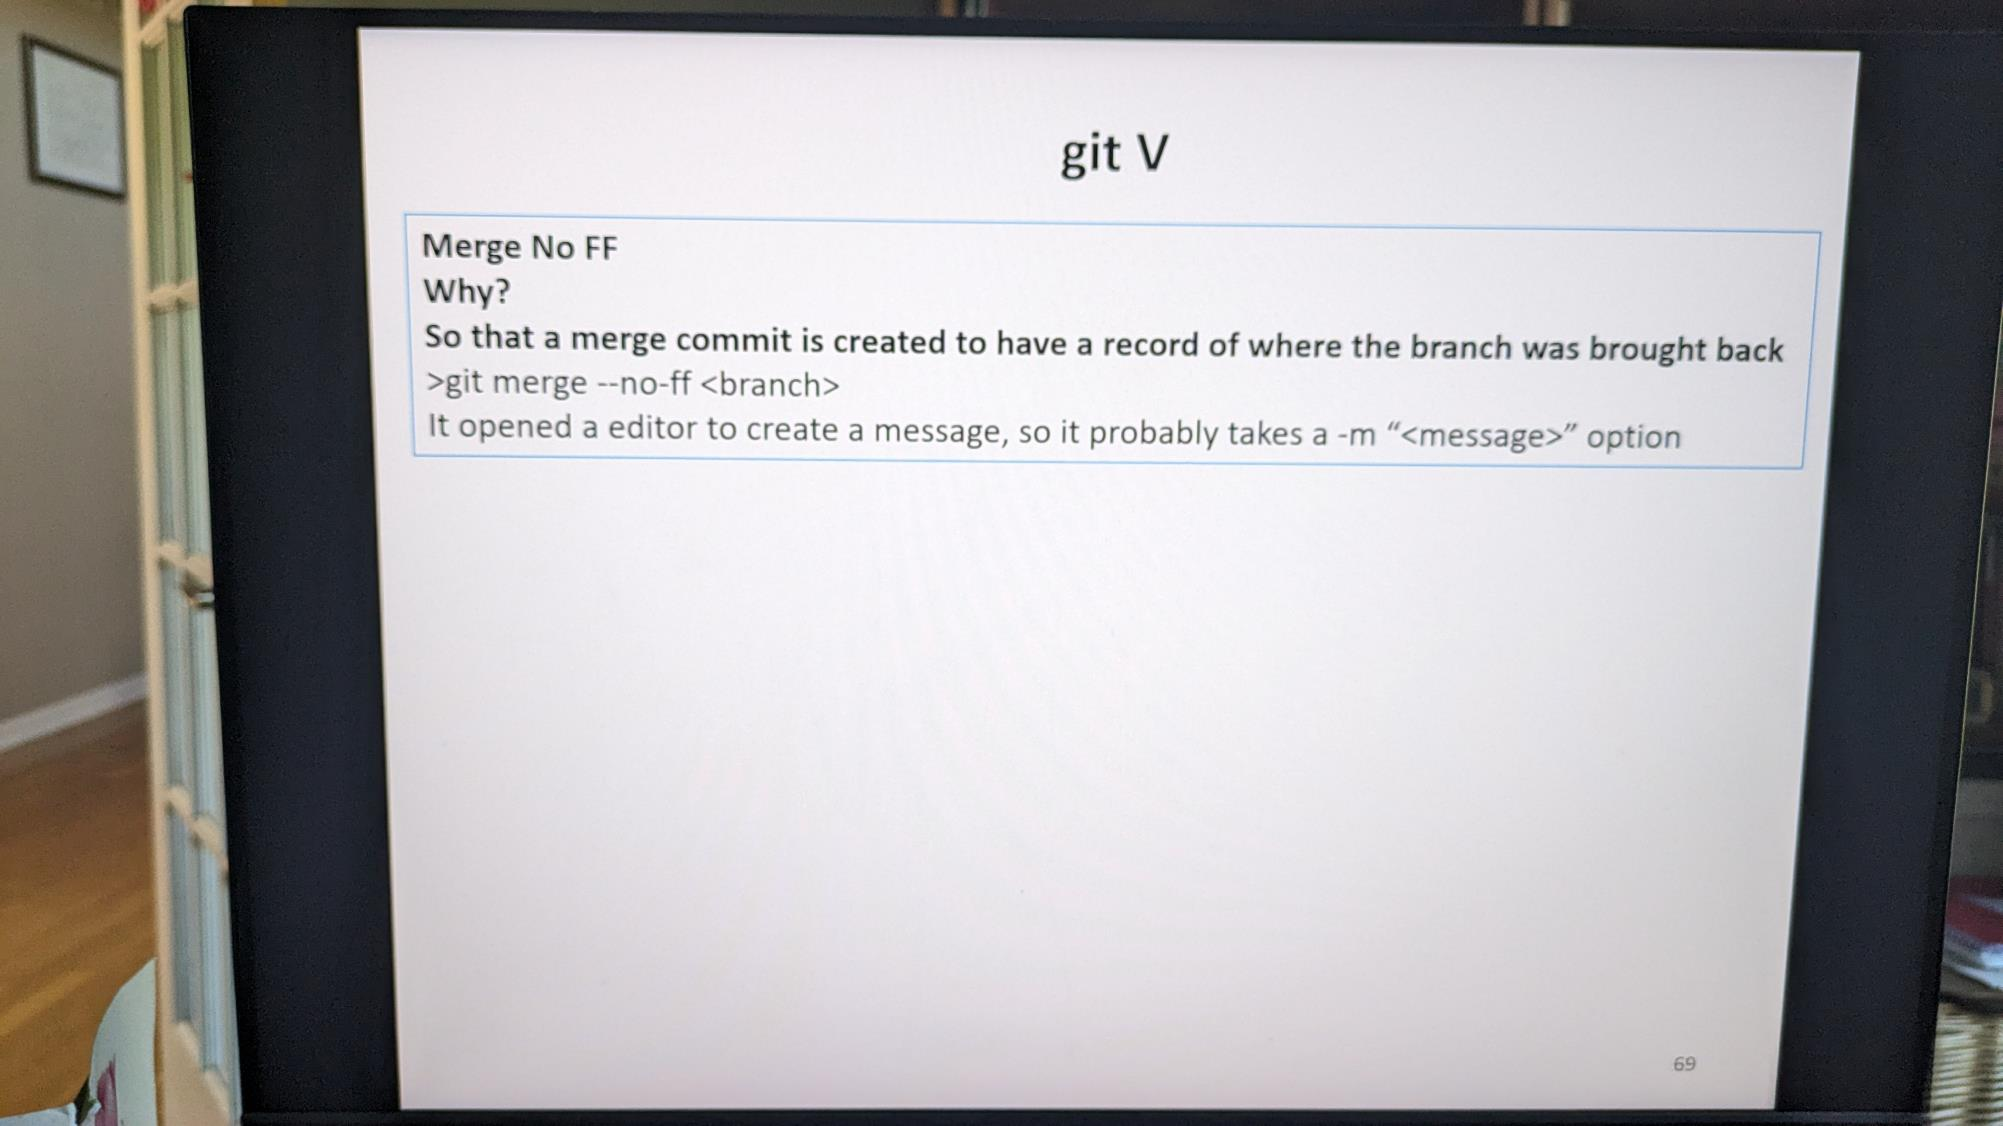 git V
Merge No FF
Why?
So that a merge commit is created to have a record of where the branch was brought back
>git merge --no-ff <branch>
It opened a editor to create a message, so it probably takes a -m “<message>” option
69